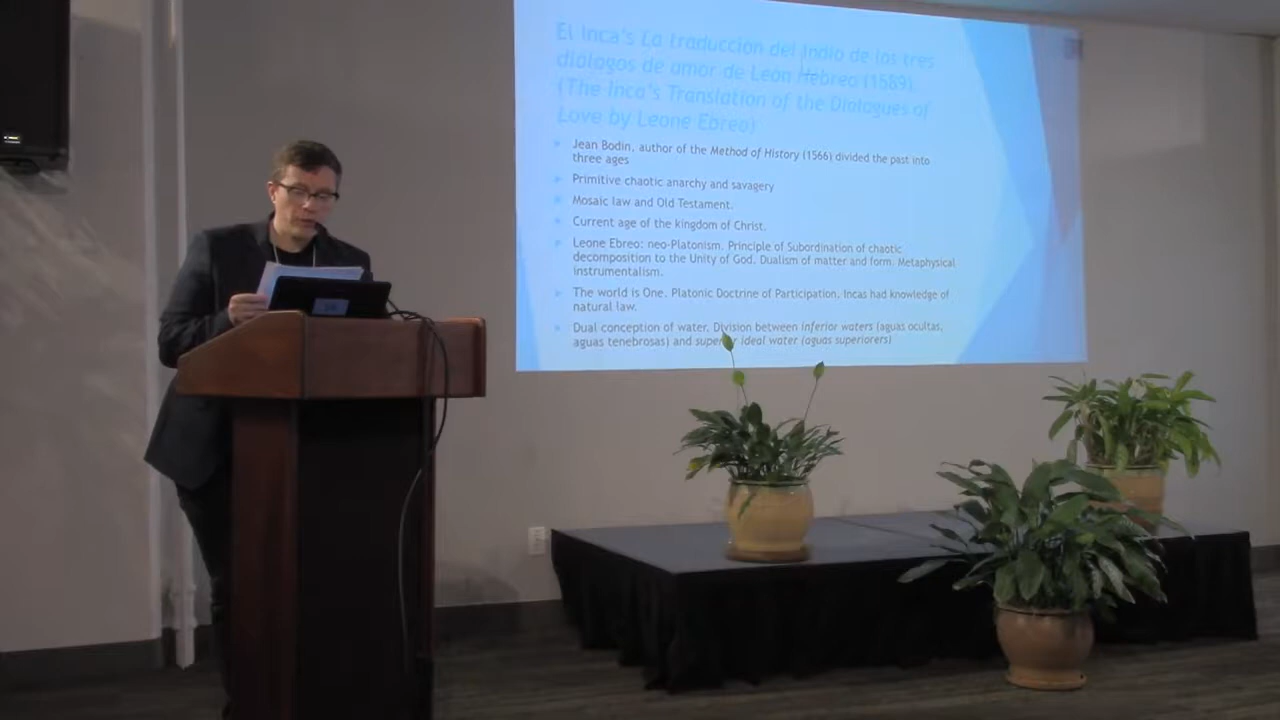 El Inca's La traducción del Indio de los tres
diálogos de amor de León Hebreo (1589).
(The Inca's Translation of the Dialogues of
Love by Leone Ebreo)
Jean Bodin, author of the Method of History (1566) divided the past into
three ages
Primitive chaotic anarchy and savagery
Mosaic law and Old Testament.
Current age of the kingdom of Christ.
Leone Ebreo: neo-Platonism. Principle of Subordination of chaotic
decomposition to the Unity of God. Dualism of matter and form. Metaphysical
instrumentalism.
The world is One. Platonic Doctrine of Participation. Incas had knowledge of
natural law.
Dual conception of water. Division between inferior waters (aguas ocultas,
aguas tenebrosas) and superior ideal water (aguas superiorers)